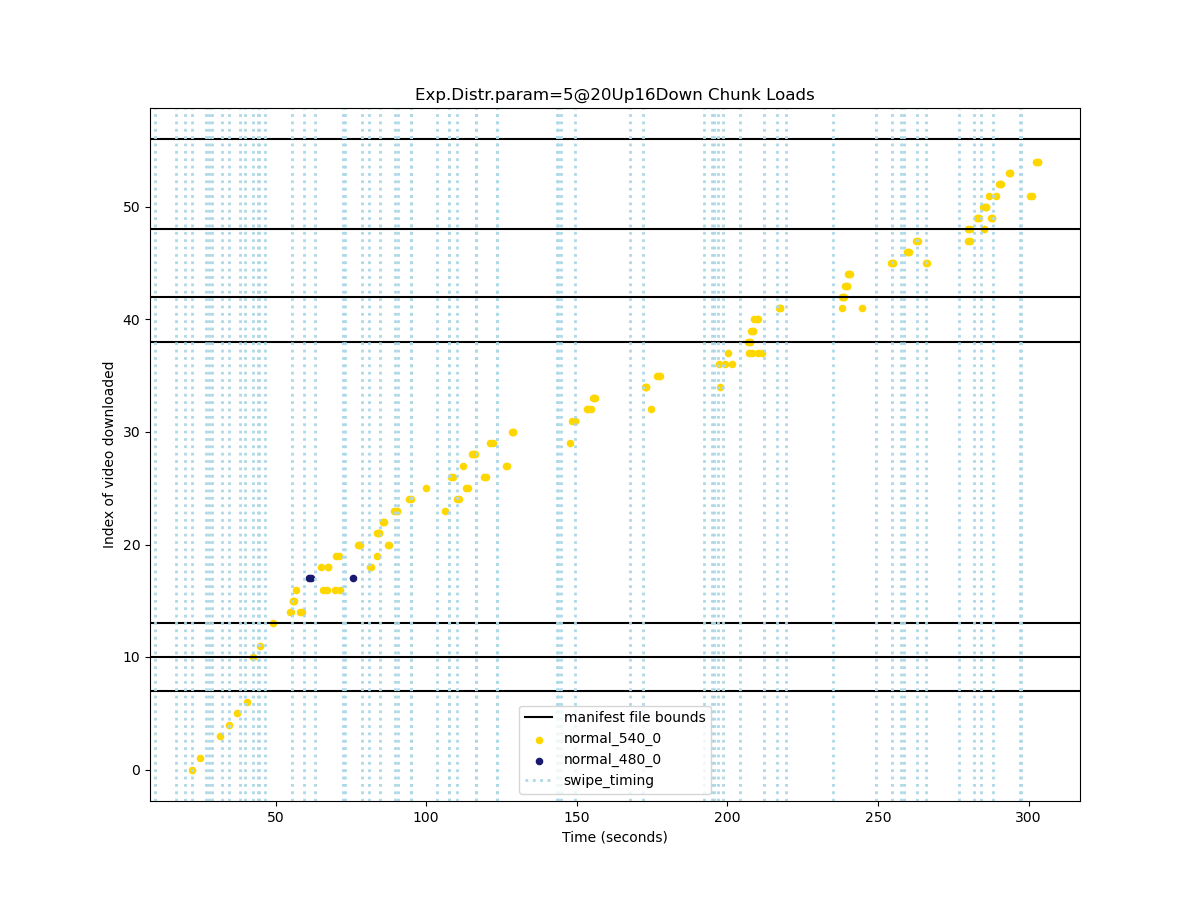 Exp.Distr.param=5@20Up16Down Chunk Loads
Index of video downloaded
50
40
30
20
10
0
manifest file bounds
normal_540_0
normal_480_0
swipe_timing
50 100 150 200 250 300
Time (seconds)